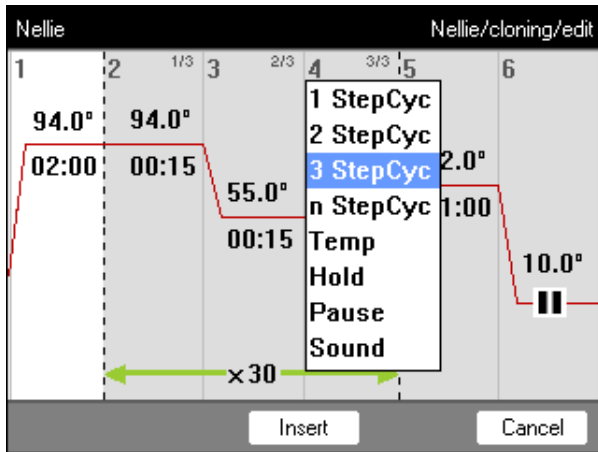 Nellie Nellie/cloning/edit
1 2 1/3 3 2/3 4 3/3 5 6
94.0° 94.0°
02:00 00:15
55.0°
00:15
1 StepCyc
2 StepCyc
3 StepCyc
n StepCyc
Temp
Hold
Pause
Sound
2.0°
1:00
10.0°
×30
Insert Cancel